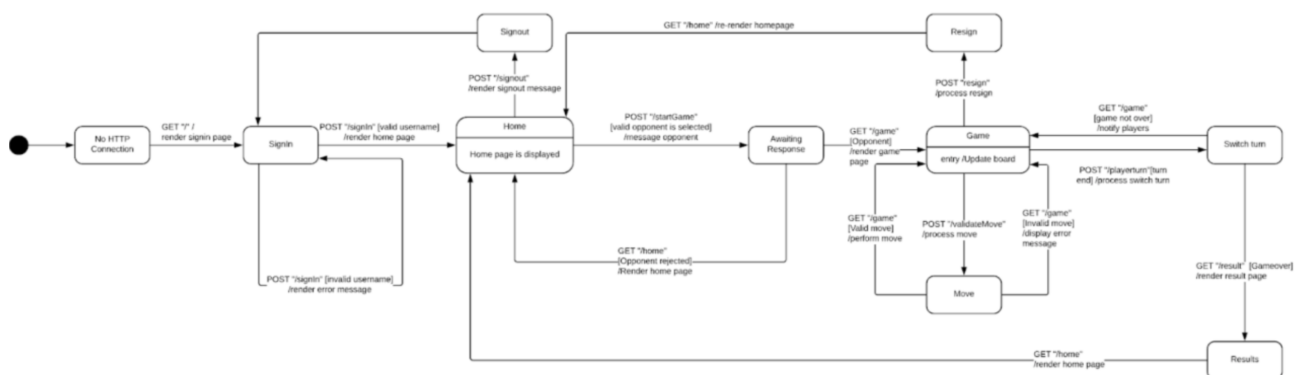 Signout
GET "/home" /re-render homepage
Resign
POST "/signout"
/render signout message
POST "resign"
/process resign
No HTTP
Connection
GET "/" /
render signin page
SignIn
POST "/signIn" [valid username]
/render home page
Home
Home page is displayed
POST "/startGame"
[valid opponent is selected]
/message opponent
Awaiting
Response
GET "/game"
[Opponent]
/render game
page
Game
entry /Update board
GET "/game"
[game not over]
/notify players
Switch turn
POST "/playerturn"[turn
end] /process switch turn
POST "/signIn" [invalid username]
/render error message
GET "/home"
[Opponent rejected]
/Render home page
GET "/game"
[Valid move]
/perform move
POST "/validateMove"
/process move
GET "/game"
[Invalid move]
/display error
message
Move
GET "/result" [Gameover]
/render result page
GET "/home"
/render home page
Results